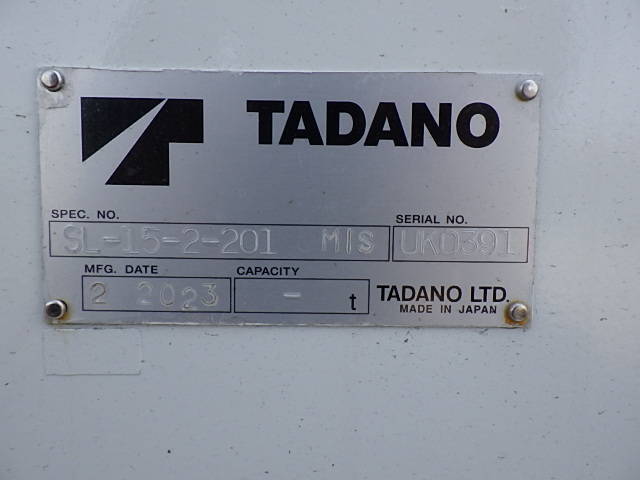 TADANO
SPEC. NO. SERIAL NO.
SL-15-2-201 MIS UK0391
MFG. DATE CAPACITY
2 2023 - t TADANO LTD.
MADE IN JAPAN